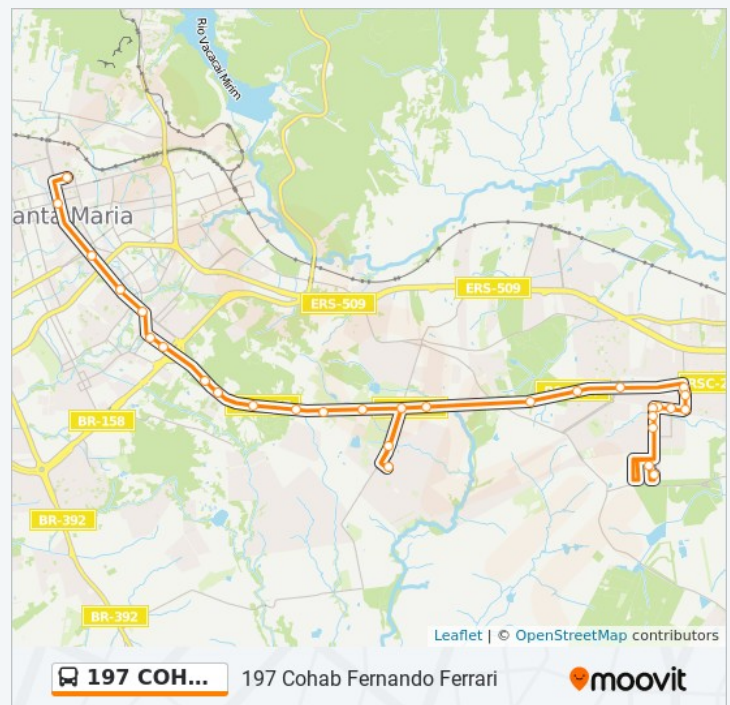 Rio Vacacaí Mirim
anta Maria
ERS-509
ERS-509
RSC-2
BR-158
BR-392
BR-392
Leaflet | © OpenStreetMap contributors
197 COH...
197 Cohab Fernando Ferrari
moovit